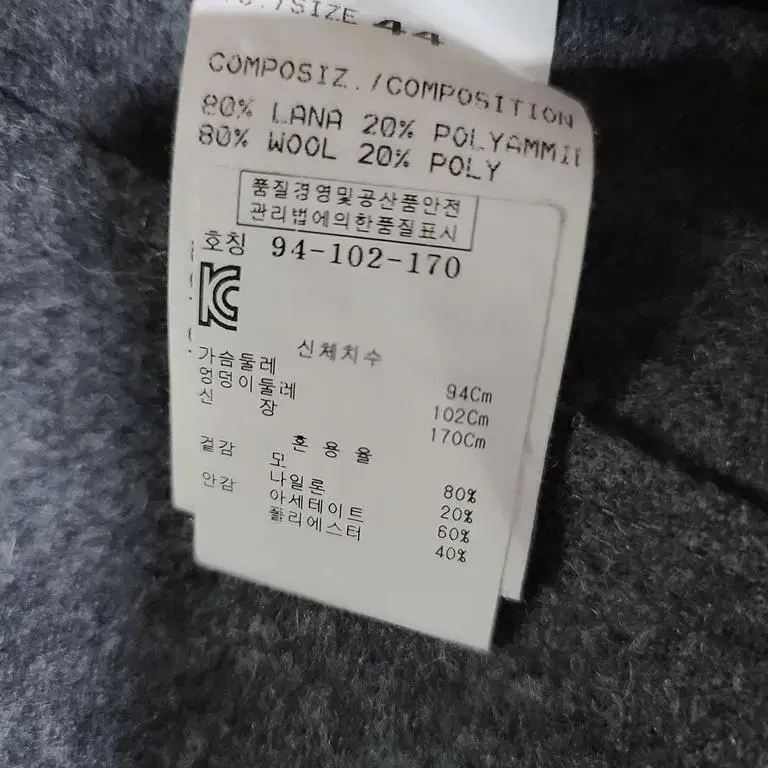 /SIZE 44
COMPOSIZ./COMPOSITION
80% LANA 20% POLYAMMI
80% WOOL 20% POLY
품질경영및공산품안전
관리법에의한품질표시
호칭 94-102-170
KC
신체치수
가슴둘레 94Cm
엉덩이둘레 102Cm
신 장 170Cm
혼용율
겉감 모 80%
나일론 20%
안감 아세테이트 60%
폴리에스터 40%